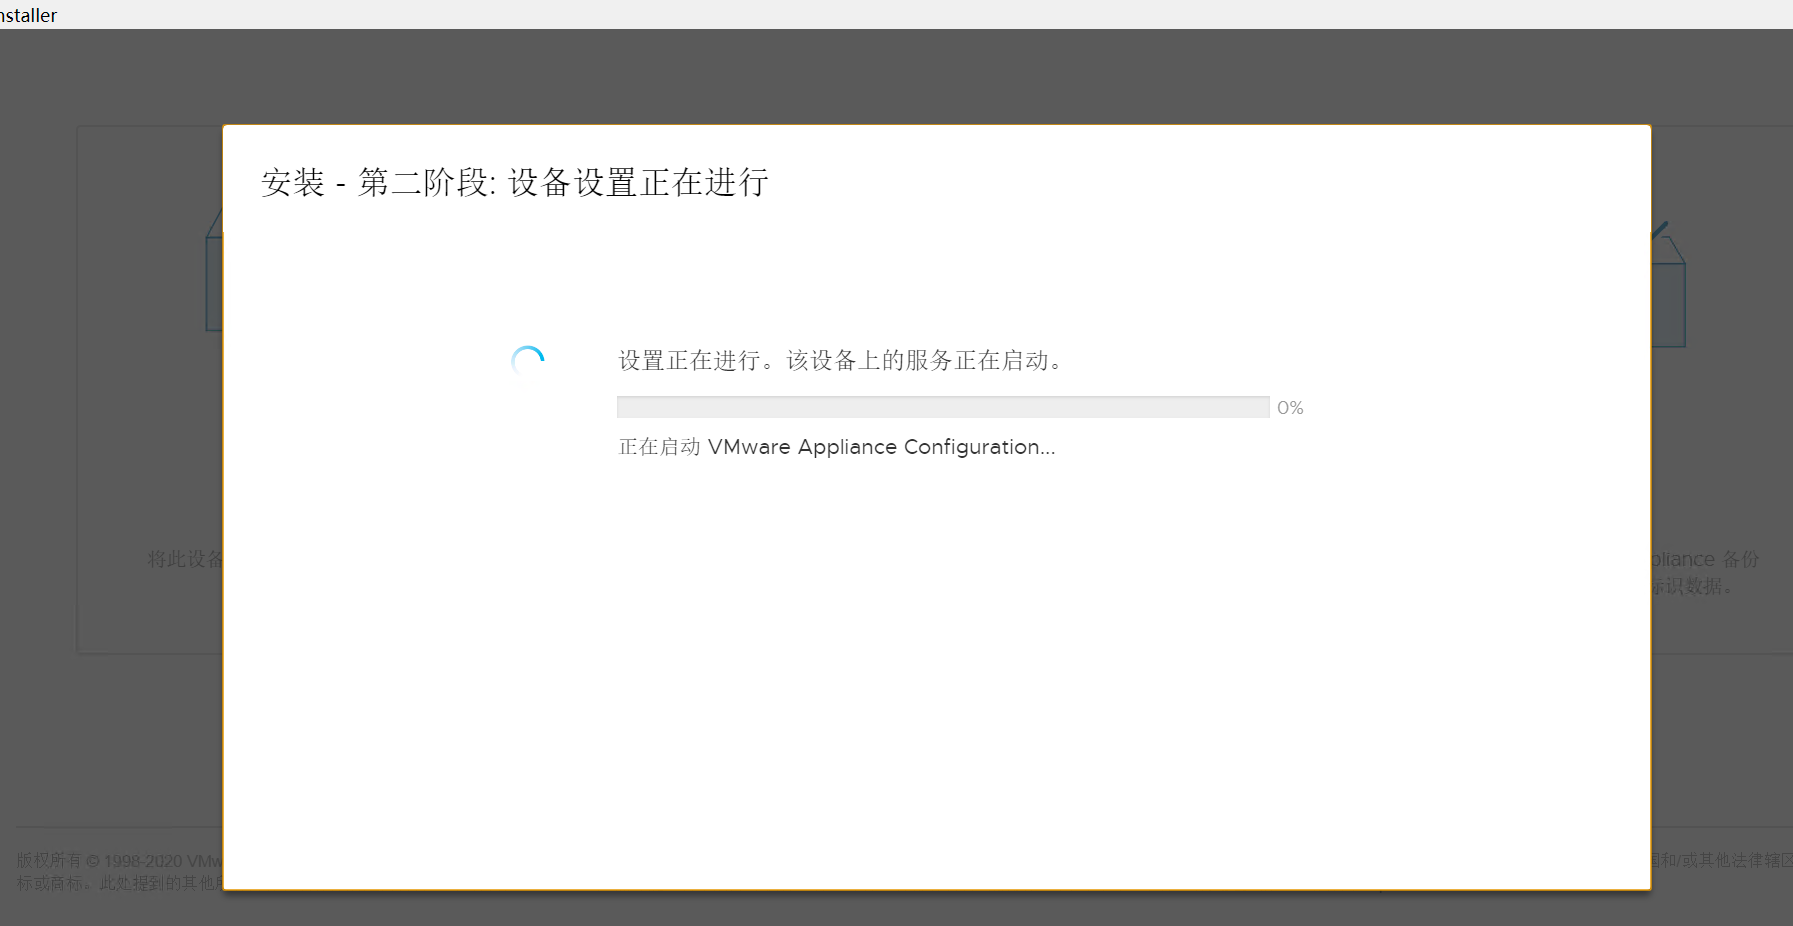 nstaller
安装 - 第二阶段: 设备设置正在进行
设置正在进行。该设备上的服务正在启动。
0%
正在启动 VMware Appliance Configuration...
将此设备
pliance 备份
标识数据。
版权所有 © 1998-2020 VMw
国和/或其他法律辖区
标或商标。此处提到的其他